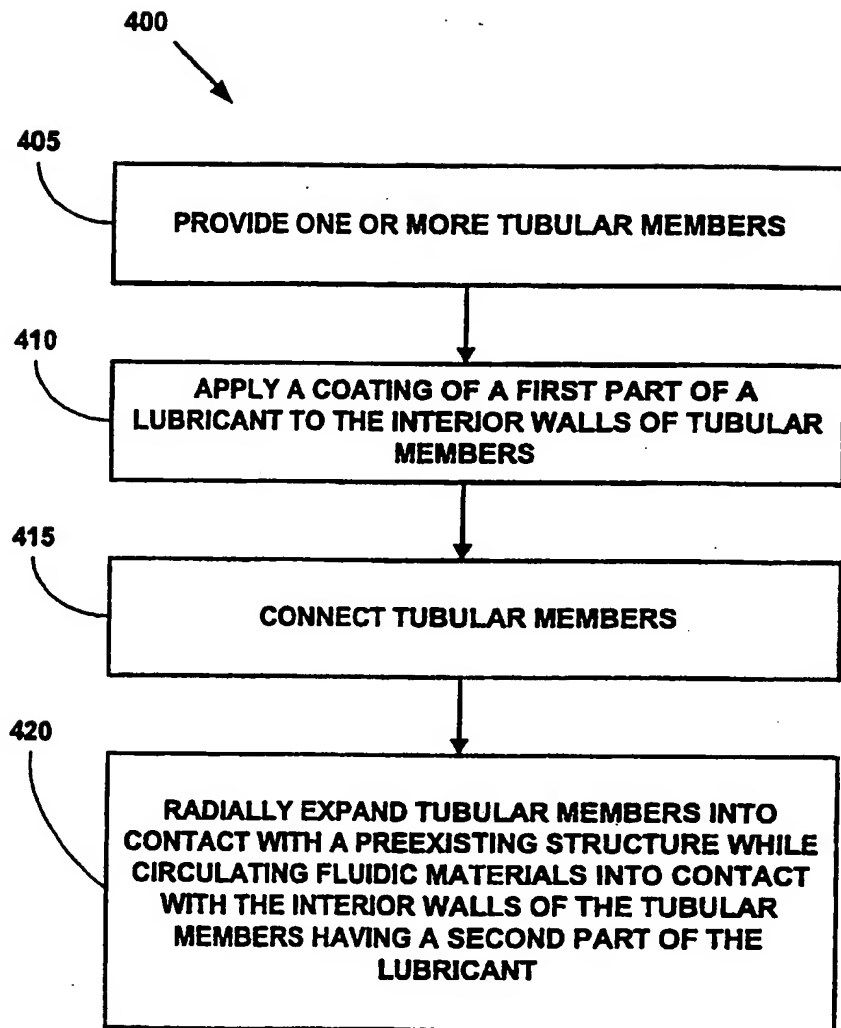 400
405
PROVIDE ONE OR MORE TUBULAR MEMBERS
410
APPLY A COATING OF A FIRST PART OF A
LUBRICANT TO THE INTERIOR WALLS OF TUBULAR
MEMBERS
415
CONNECT TUBULAR MEMBERS
420
RADIALLY EXPAND TUBULAR MEMBERS INTO
CONTACT WITH A PREEXISTING STRUCTURE WHILE
CIRCULATING FLUIDIC MATERIALS INTO CONTACT
WITH THE INTERIOR WALLS OF THE TUBULAR
MEMBERS HAVING A SECOND PART OF THE
LUBRICANT